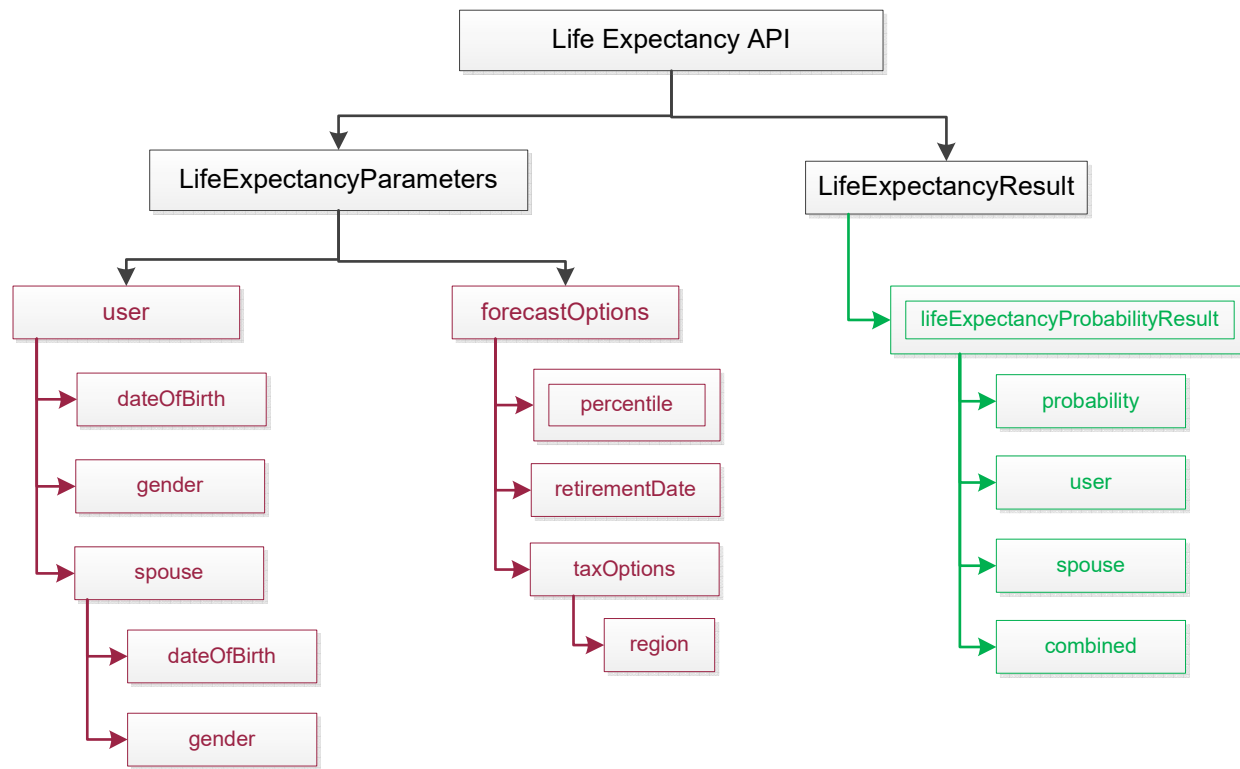 Life Expectancy API
LifeExpectancyParameters
LifeExpectancyResult
user
dateOfBirth
gender
spouse
dateOfBirth
gender
forecastOptions
percentile
retirementDate
taxOptions
region
lifeExpectancyProbabilityResult
probability
user
spouse
combined